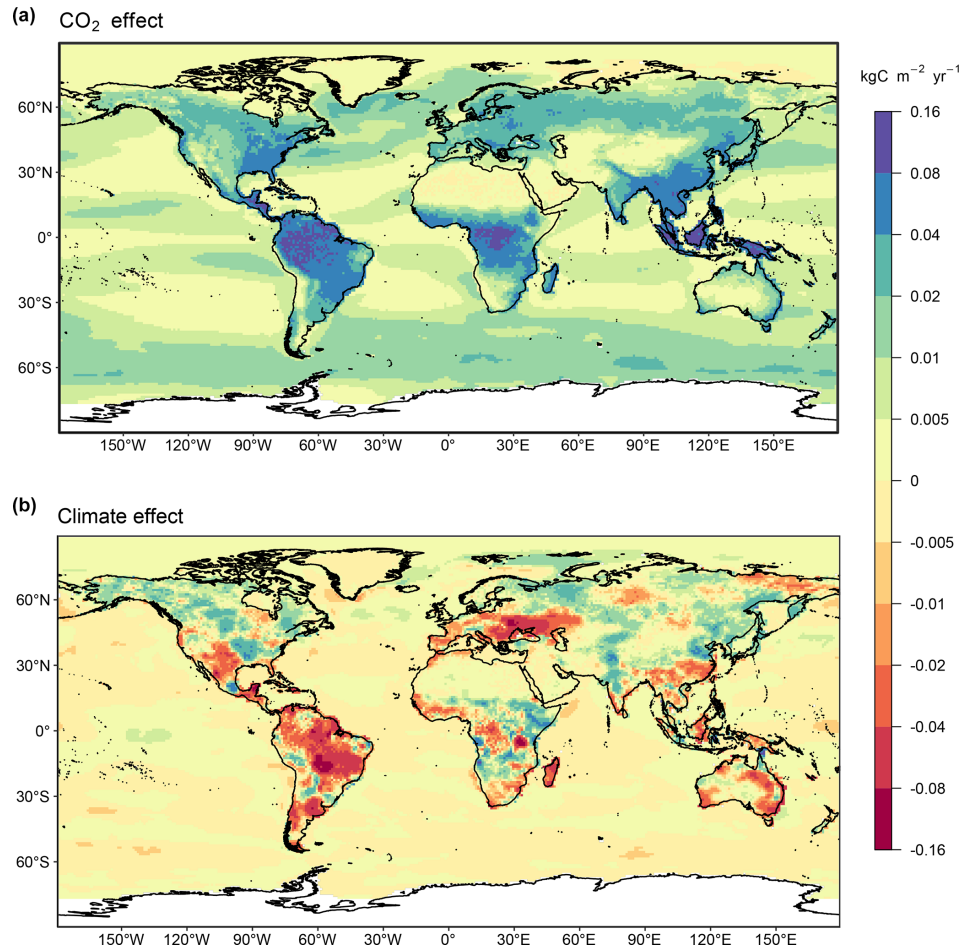 (a)
CO₂ effect
kgC m⁻² yr⁻¹
60°N
30°N
0°
30°S
60°S
150°W 120°W 90°W 60°W 30°W 0° 30°E 60°E 90°E 120°E 150°E
0.16
0.08
0.04
0.02
0.01
0.005
0
-0.005
-0.01
-0.02
-0.04
-0.08
-0.16
(b)
Climate effect
60°N
30°N
0°
30°S
60°S
150°W 120°W 90°W 60°W 30°W 0° 30°E 60°E 90°E 120°E 150°E